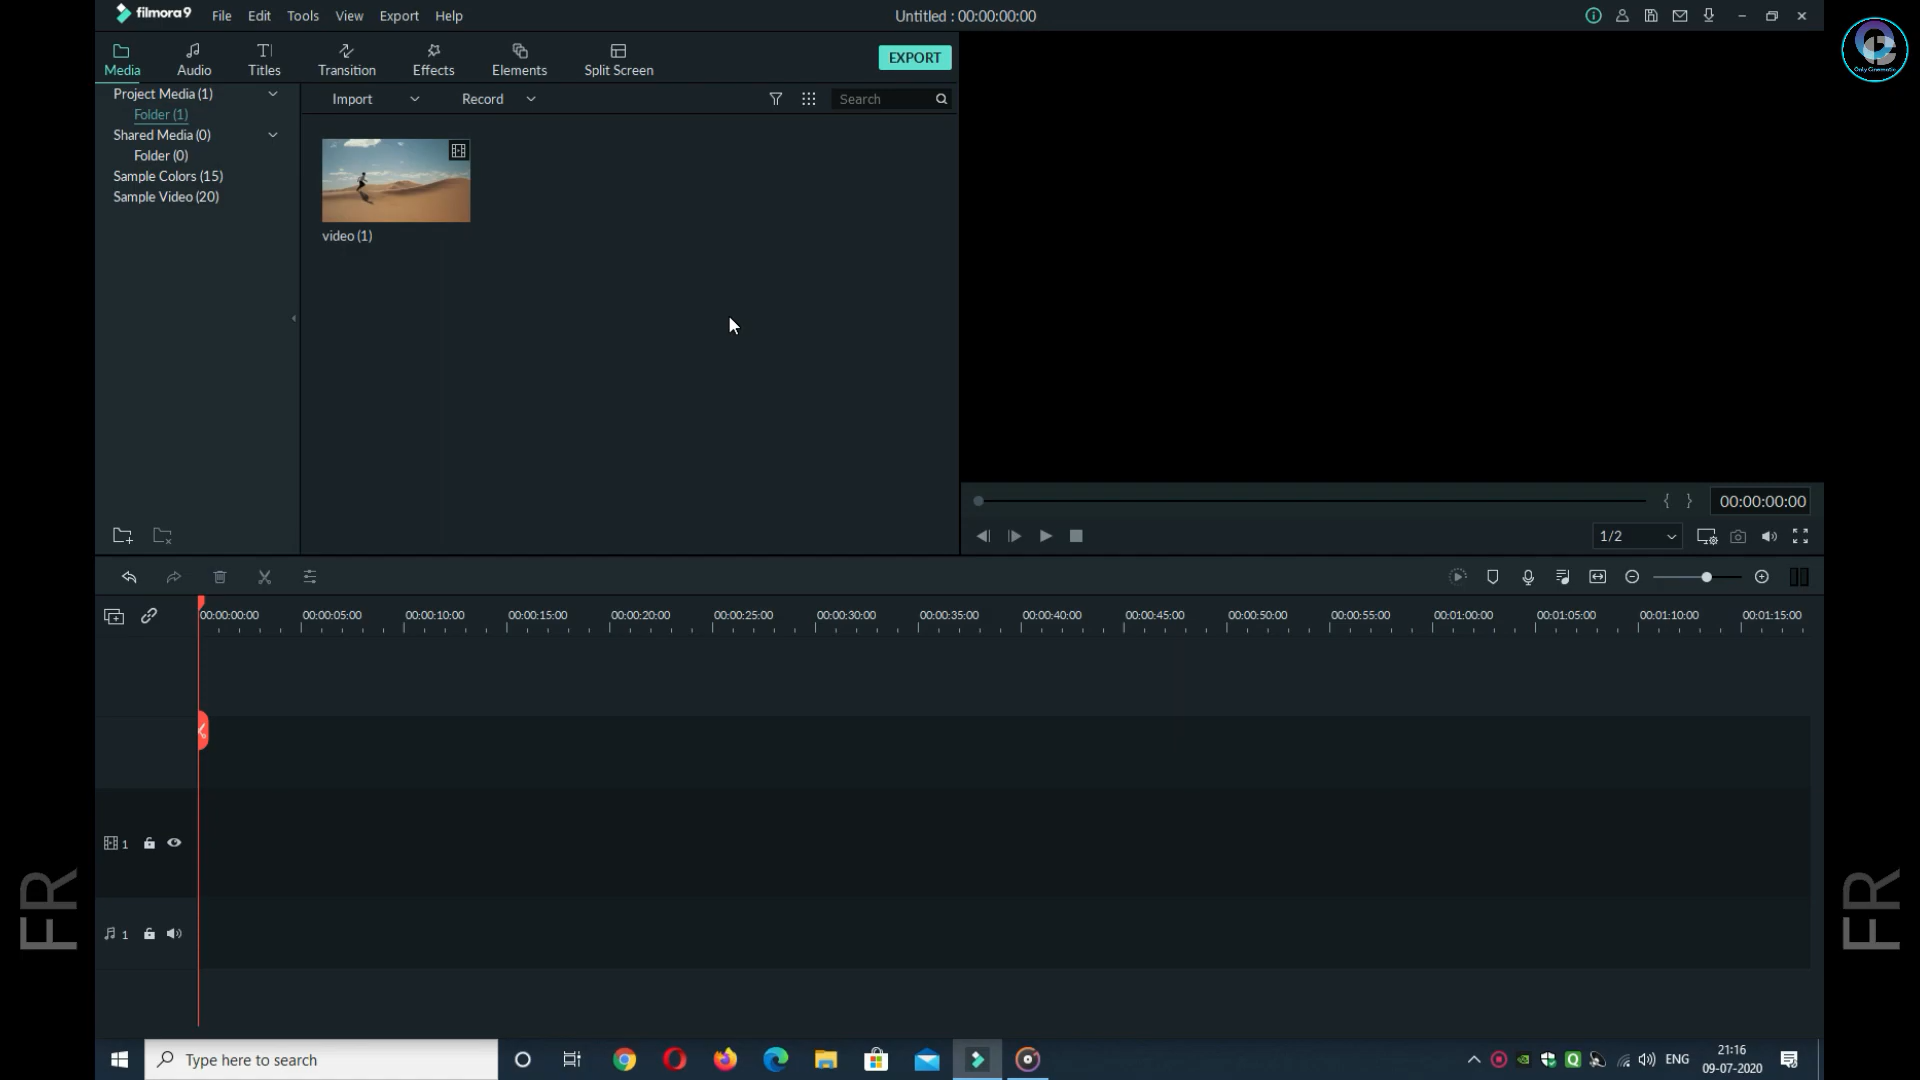 filmora9 File Edit Tools View Export Help Untitled : 00:00:00:00
Media Audio Titles Transition Effects Elements Split Screen EXPORT
Only Cinematic
Project Media (1)
Folder (1)
Shared Media (0)
Folder (0)
Sample Colors (15)
Sample Video (20)
Import Record Search
video (1)
00:00:00:00
1/2
00:00:00:00 00:00:05:00 00:00:10:00 00:00:15:00 00:00:20:00 00:00:25:00 00:00:30:00 00:00:35:00 00:00:40:00 00:00:45:00 00:00:50:00 00:00:55:00 00:01:00:00 00:01:05:00 00:01:10:00 00:01:15:00
1
1
FR
FR
Type here to search
ENG
21:16
09-07-2020